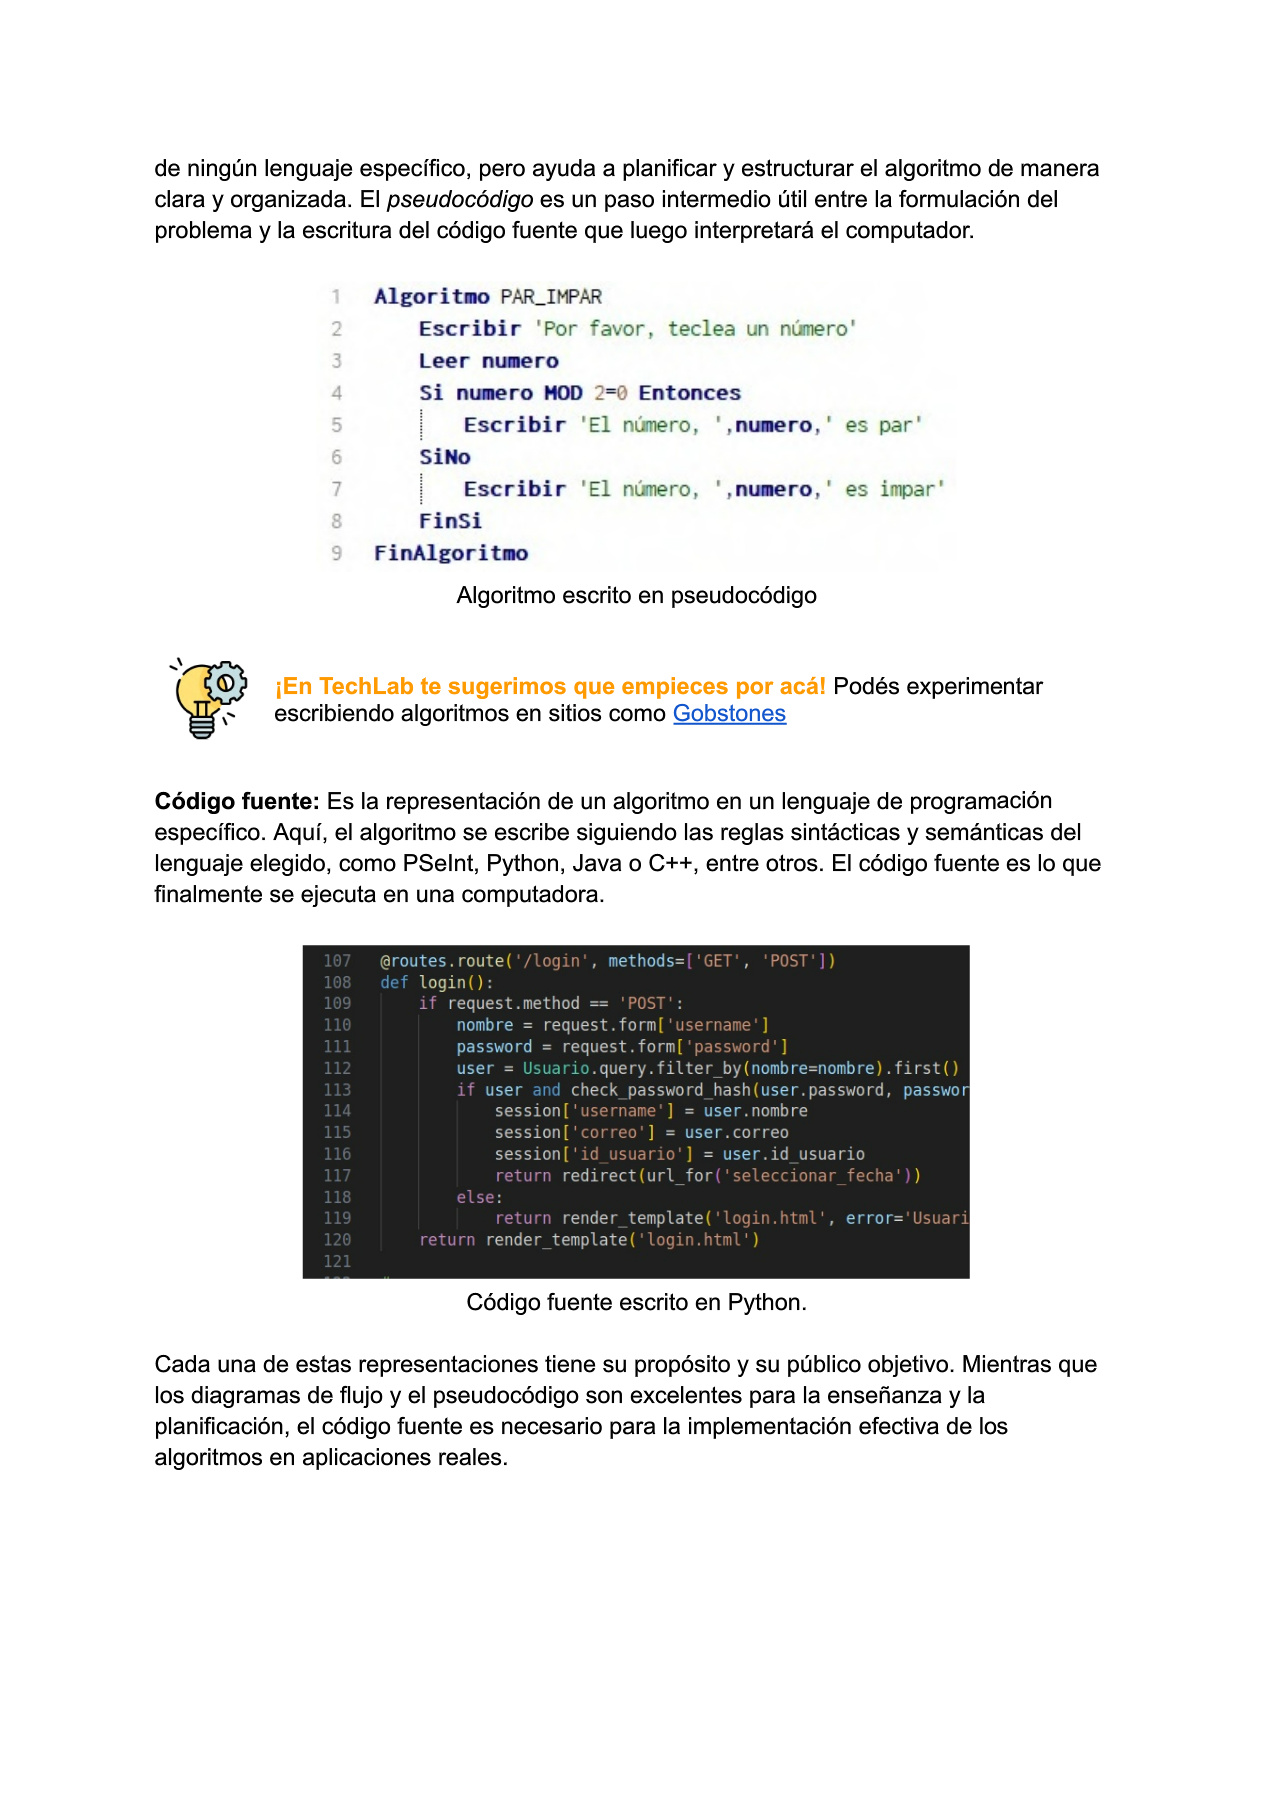 de ningún lenguaje específico, pero ayuda a planificar y estructurar el algoritmo de manera
clara y organizada. El pseudocódigo es un paso intermedio útil entre la formulación del
problema y la escritura del código fuente que luego interpretará el computador.
1 Algoritmo PAR_IMPAR
2 Escribir 'Por favor, teclea un número'
3 Leer numero
4 Si numero MOD 2=0 Entonces
5 Escribir 'El número, ',numero,' es par'
6 SiNo
7 Escribir 'El número, ',numero,' es impar'
8 FinSi
9 FinAlgoritmo
Algoritmo escrito en pseudocódigo
¡En TechLab te sugerimos que empieces por acá! Podés experimentar
escribiendo algoritmos en sitios como Gobstones
Código fuente: Es la representación de un algoritmo en un lenguaje de programación
específico. Aquí, el algoritmo se escribe siguiendo las reglas sintácticas y semánticas del
lenguaje elegido, como PSeInt, Python, Java o C++, entre otros. El código fuente es lo que
finalmente se ejecuta en una computadora.
107 @routes.route('/login', methods=['GET', 'POST'])
108 def login():
109 if request.method == 'POST':
110 nombre = request.form['username']
111 password = request.form['password']
112 user = Usuario.query.filter_by(nombre=nombre).first()
113 if user and check_password_hash(user.password, passwor
114 session['username'] = user.nombre
115 session['correo'] = user.correo
116 session['id_usuario'] = user.id_usuario
117 return redirect(url_for('seleccionar_fecha'))
118 else:
119 return render_template('login.html', error='Usuari
120 return render_template('login.html')
121
Código fuente escrito en Python.
Cada una de estas representaciones tiene su propósito y su público objetivo. Mientras que
los diagramas de flujo y el pseudocódigo son excelentes para la enseñanza y la
planificación, el código fuente es necesario para la implementación efectiva de los
algoritmos en aplicaciones reales.